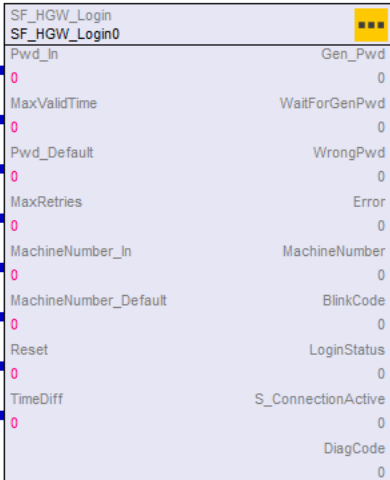 SF_HGW_Login
SF_HGW_Login0
Pwd_In Gen_Pwd
0 0
MaxValidTime WaitForGenPwd
0 0
Pwd_Default WrongPwd
0 0
MaxRetries Error
0 0
MachineNumber_In MachineNumber
0 0
MachineNumber_Default BlinkCode
0 0
Reset LoginStatus
0 0
TimeDiff S_ConnectionActive
0 0
DiagCode
0